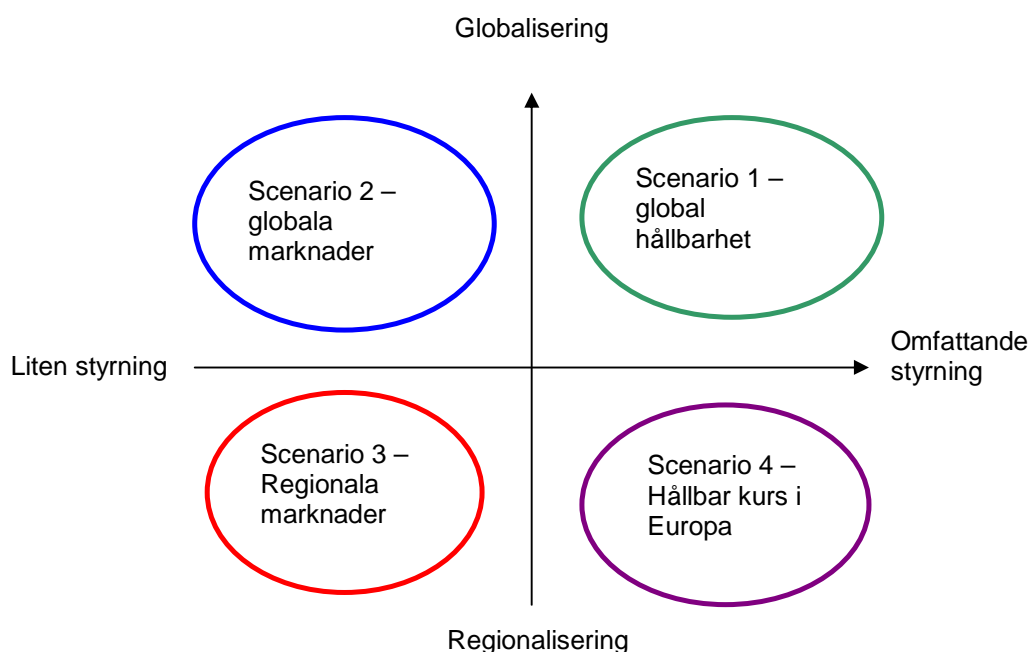 Globalisering
Scenario 2 –
globala
marknader
Scenario 1 –
global
hållbarhet
Liten styrning
Omfattande
styrning
Scenario 3 –
Regionala
marknader
Scenario 4 –
Hållbar kurs i
Europa
Regionalisering